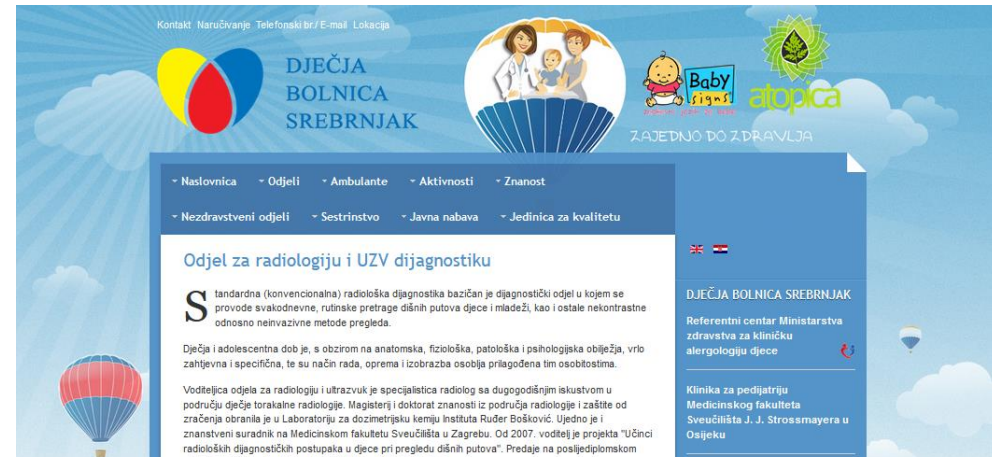 Kontakt Naručivanje Telefonski br./ E-mail Lokacija
DJEČJA
BOLNICA
SREBRNJAK
Baby
signs
atopica
ZAJEDNO DO ZDRAVLJA
Naslovnica Odjeli Ambulante Aktivnosti Znanost
Nezdravstveni odjeli Sestrinstvo Javna nabava Jedinica za kvalitetu
Odjel za radiologiju i UZV dijagnostiku
Standardna (konvencionalna) radiološka dijagnostika bazičan je dijagnostički odjel u kojem se
provode svakodnevne, rutinske pretrage dišnih putova djece i mladeži, kao i ostale nekontrastne
odnosno neinvazivne metode pregleda.
Dječja i adolescentna dob je, s obzirom na anatomska, fiziološka, patološka i psihologijska obilježja, vrlo
zahtjevna i specifična, te su način rada, oprema i izobrazba osoblja prilagođena tim osobitostima.
Voditeljica odjela za radiologiju i ultrazvuk je specijalistica radiolog sa dugogodišnjim iskustvom u
području dječje torakalne radiologije. Magisterij i doktorat znanosti iz područja radiologije i zaštite od
zračenja obranila je u Laboratoriju za dozimetrijsku kemiju Instituta Ruđer Bošković. Ujedno je i
znanstveni suradnik na Medicinskom fakultetu Sveučilišta u Zagrebu. Od 2007. voditelj je projekta "Učinci
radioloških dijagnostičkih postupaka u djece pri pregledu dišnih putova". Predaje na poslijediplomskom
DJEČJA BOLNICA SREBRNJAK
Referentni centar Ministarstva
zdravstva za kliničku
alergologiju djece
Klinika za pedijatriju
Medicinskog fakulteta
Sveučilišta J. J. Strossmayera u
Osijeku